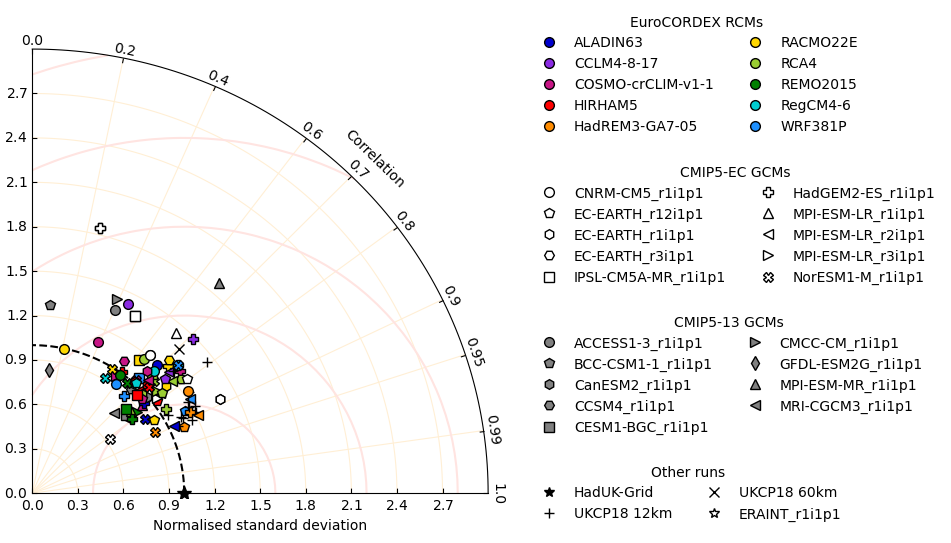 0.0
0.2
0.4
0.6
Correlation
0.7
0.8
0.9
0.95
0.99
1.0
2.7
2.4
2.1
1.8
1.5
1.2
0.9
0.6
0.3
0.0
0.0 0.3 0.6 0.9 1.2 1.5 1.8 2.1 2.4 2.7
Normalised standard deviation
EuroCORDEX RCMs
ALADIN63 RACMO22E
CCLM4-8-17 RCA4
COSMO-crCLIM-v1-1 REMO2015
HIRHAM5 RegCM4-6
HadREM3-GA7-05 WRF381P
CMIP5-EC GCMs
CNRM-CM5_r1i1p1 HadGEM2-ES_r1i1p1
EC-EARTH_r12i1p1 MPI-ESM-LR_r1i1p1
EC-EARTH_r1i1p1 MPI-ESM-LR_r2i1p1
EC-EARTH_r3i1p1 MPI-ESM-LR_r3i1p1
IPSL-CM5A-MR_r1i1p1 NorESM1-M_r1i1p1
CMIP5-13 GCMs
ACCESS1-3_r1i1p1 CMCC-CM_r1i1p1
BCC-CSM1-1_r1i1p1 GFDL-ESM2G_r1i1p1
CanESM2_r1i1p1 MPI-ESM-MR_r1i1p1
CCSM4_r1i1p1 MRI-CGCM3_r1i1p1
CESM1-BGC_r1i1p1
Other runs
HadUK-Grid UKCP18 60km
UKCP18 12km ERAINT_r1i1p1